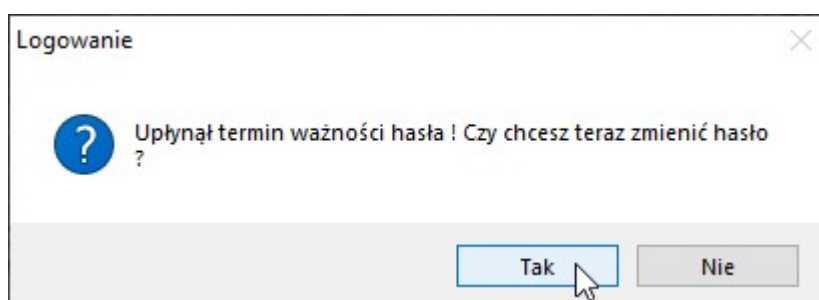 Logowanie
Upłynął termin ważności hasła ! Czy chcesz teraz zmienić hasło
?
Tak
Nie